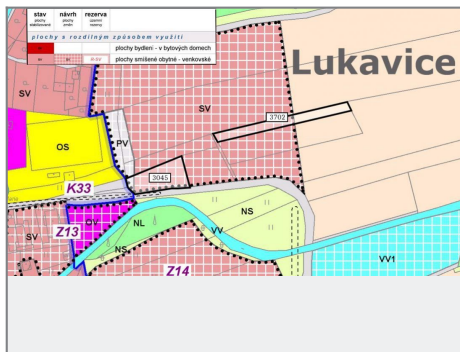 stav návrh rezerva
plochy stabilizované plochy změn územní rezervy
plochy s rozdílným způsobem využití
plochy bydlení - v bytových domech
plochy smíšené obytné - venkovské
Lukavice
SV
SV
3702
OS
PV
3045
K33
OV
NL
NS
Z13
SV
VV
NS
Z14
VV1